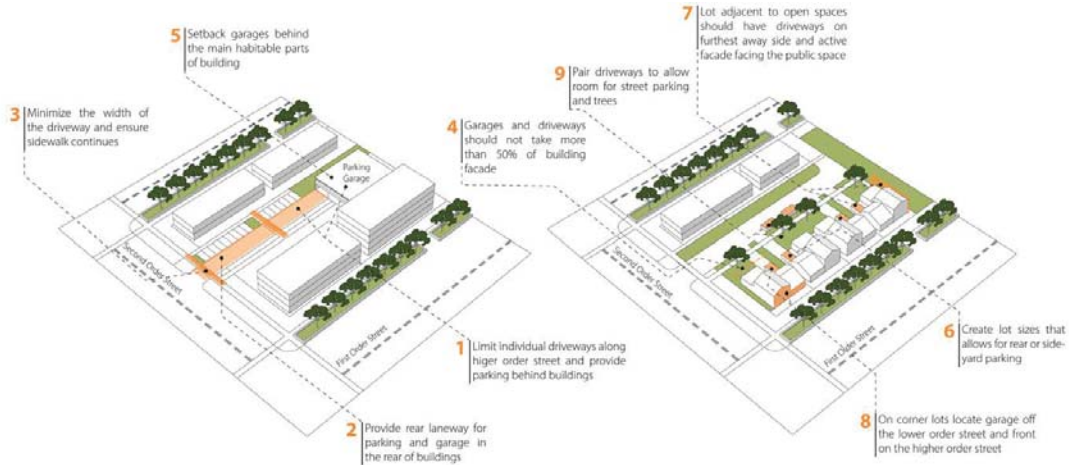 5
Setback garages behind
the main habitable parts
of building
3
Minimize the width of
the driveway and ensure
sidewalk continues
Parking
Garage
Second Order Street
First Order Street
1
Limit individual driveways along
higer order street and provide
parking behind buildings
2
Provide rear laneway for
parking and garage in
the rear of buildings
7
Lot adjacent to open spaces
should have driveways on
furthest away side and active
facade facing the public space
9
Pair driveways to allow
room for street parking
and trees
4
Garages and driveways
should not take more
than 50% of building
facade
Second Order Street
First Order Street
6
Create lot sizes that
allows for rear or side-
yard parking
8
On corner lots locate garage off
the lower order street and front
on the higher order street